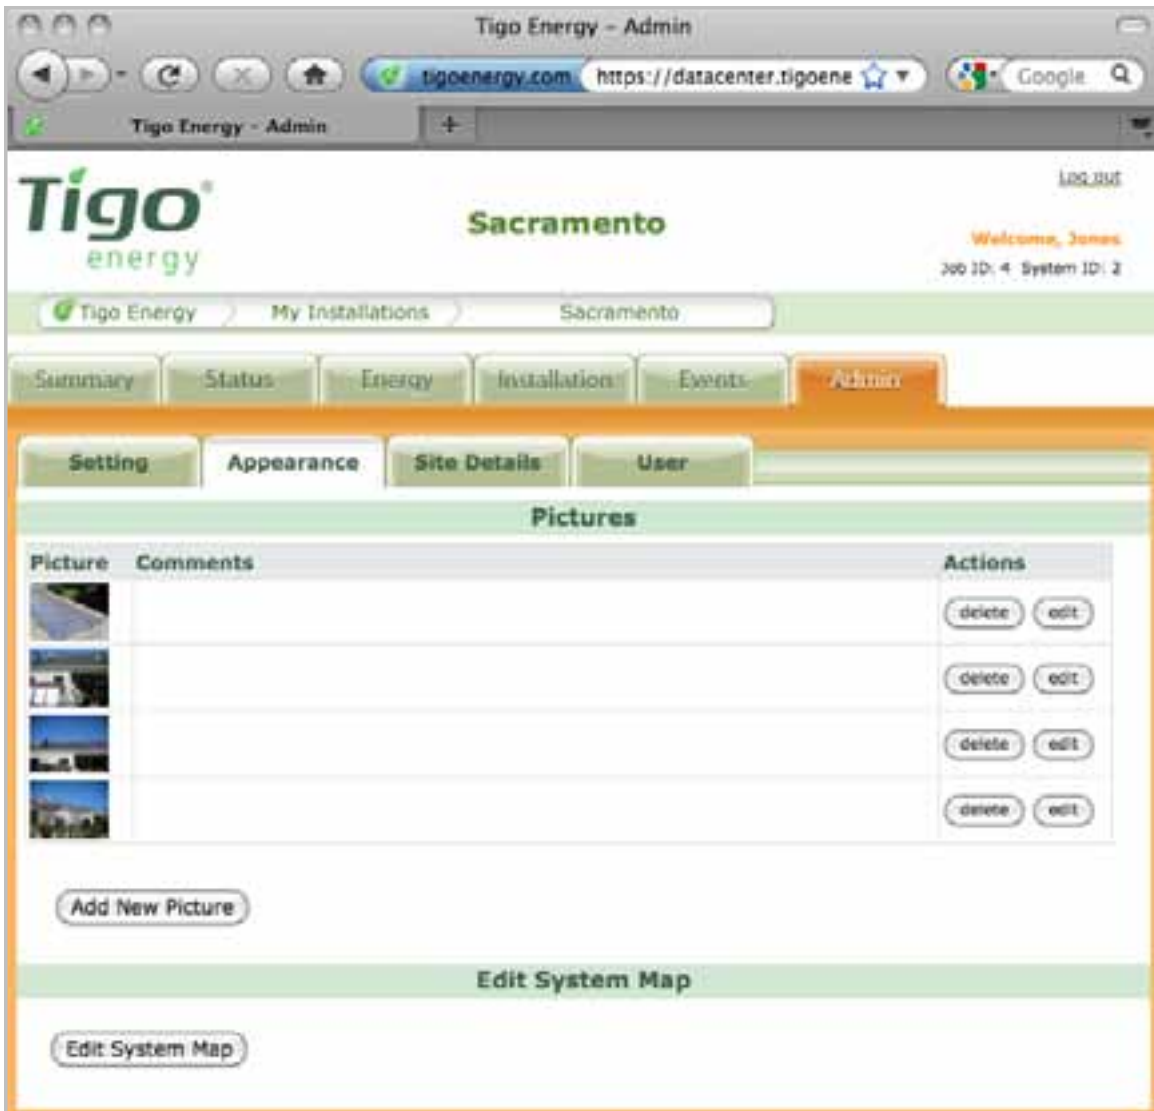 Tigo Energy - Admin
tigoenergy.com https://datacenter.tigoene Google
Tigo Energy - Admin +
Log out
Tigo®
energy
Sacramento
Welcome, Jones
Job ID: 4 System ID: 2
Tigo Energy My Installations Sacramento
Summary Status Energy Installation Events Admin
Setting Appearance Site Details User
Pictures
Picture Comments Actions
delete edit
delete edit
delete edit
delete edit
Add New Picture
Edit System Map
Edit System Map